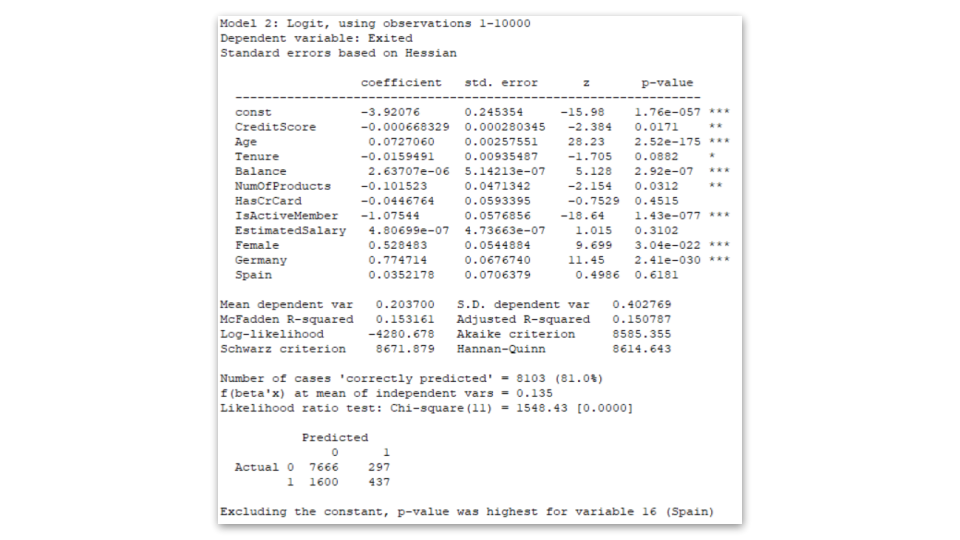 Model 2: Logit, using observations 1-10000
Dependent variable: Exited
Standard errors based on Hessian
coefficient std. error z p-value
---------------------------------------------------------------
const -3.92076 0.245354 -15.98 1.76e-057 ***
CreditScore -0.000668329 0.000280345 -2.384 0.0171 **
Age 0.0727060 0.00257551 28.23 2.52e-175 ***
Tenure -0.0159491 0.00935487 -1.705 0.0882 *
Balance 2.63707e-06 5.14213e-07 5.128 2.92e-07 ***
NumOfProducts -0.101523 0.0471342 -2.154 0.0312 **
HasCrCard -0.0446764 0.0593395 -0.7529 0.4515
IsActiveMember -1.07544 0.0576856 -18.64 1.43e-077 ***
EstimatedSalary 4.80699e-07 4.73663e-07 1.015 0.3102
Female 0.528483 0.0544884 9.699 3.04e-022 ***
Germany 0.774714 0.0676740 11.45 2.41e-030 ***
Spain 0.0352178 0.0706379 0.4986 0.6181
Mean dependent var 0.203700 S.D. dependent var 0.402769
McFadden R-squared 0.153161 Adjusted R-squared 0.150787
Log-likelihood -4280.678 Akaike criterion 8585.355
Schwarz criterion 8671.879 Hannan-Quinn 8614.643
Number of cases 'correctly predicted' = 8103 (81.0%)
f(beta'x) at mean of independent vars = 0.135
Likelihood ratio test: Chi-square(11) = 1548.43 [0.0000]
Predicted
0 1
Actual 0 7666 297
1 1600 437
Excluding the constant, p-value was highest for variable 16 (Spain)